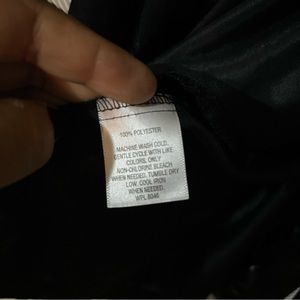 100% POLYESTER
MACHINE WASH COLD,
GENTLE CYCLE WITH LIKE
COLORS, ONLY
NON-CHLORINE BLEACH
WHEN NEEDED, TUMBLE DRY
LOW, COOL IRON
WHEN NEEDED.
WPL 8046